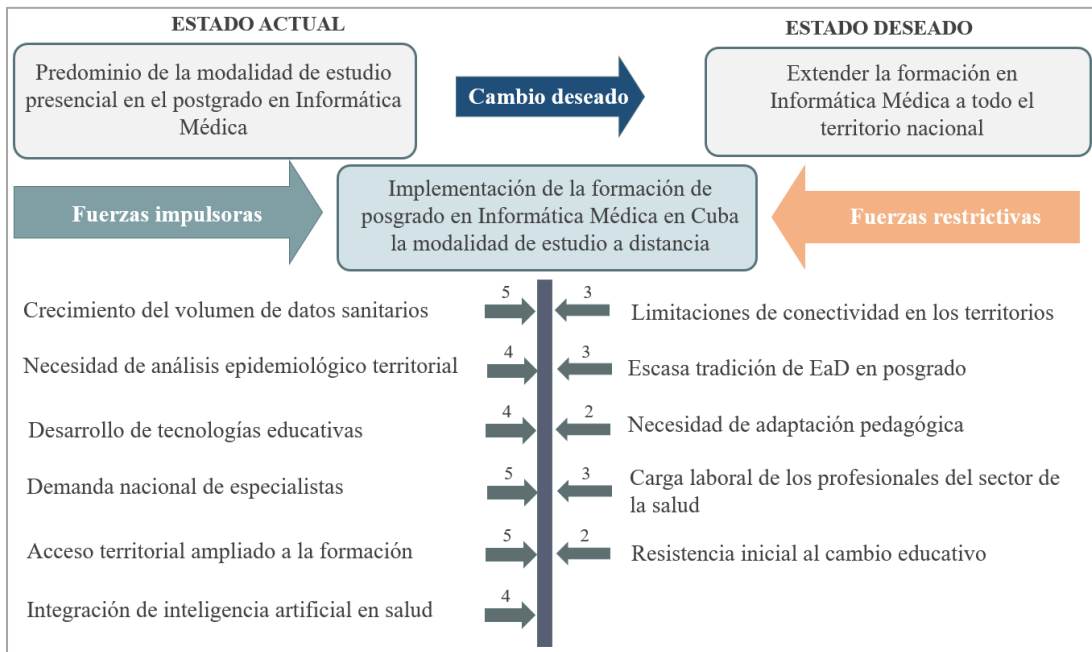 ESTADO ACTUAL
ESTADO DESEADO
Predominio de la modalidad de estudio
presencial en el postgrado en Informática
Médica
Cambio deseado
Extender la formación en
Informática Médica a todo el
territorio nacional
Fuerzas impulsoras
Implementación de la formación de
posgrado en Informática Médica en Cuba
la modalidad de estudio a distancia
Fuerzas restrictivas
Crecimiento del volumen de datos sanitarios
5
3
Limitaciones de conectividad en los territorios
Necesidad de análisis epidemiológico territorial
4
3
Escasa tradición de EaD en posgrado
Desarrollo de tecnologías educativas
4
2
Necesidad de adaptación pedagógica
Demanda nacional de especialistas
5
3
Carga laboral de los profesionales del sector de
la salud
Acceso territorial ampliado a la formación
5
2
Resistencia inicial al cambio educativo
Integración de inteligencia artificial en salud
4